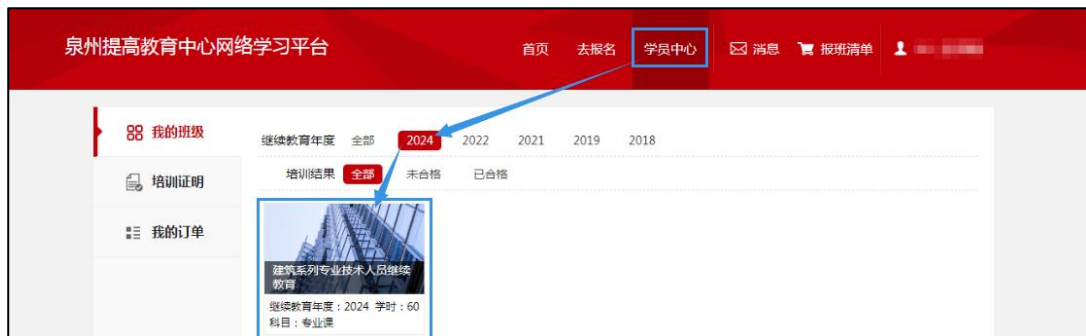 泉州提高教育中心网络学习平台
首页 去报名 学员中心 消息 报班清单
我的班级
继续教育年度 全部 2024 2022 2021 2019 2018
培训结果 全部 未合格 已合格
培训证明
我的订单
建筑系列专业技术人员继续
教育
继续教育年度：2024 学时：60
科目：专业课